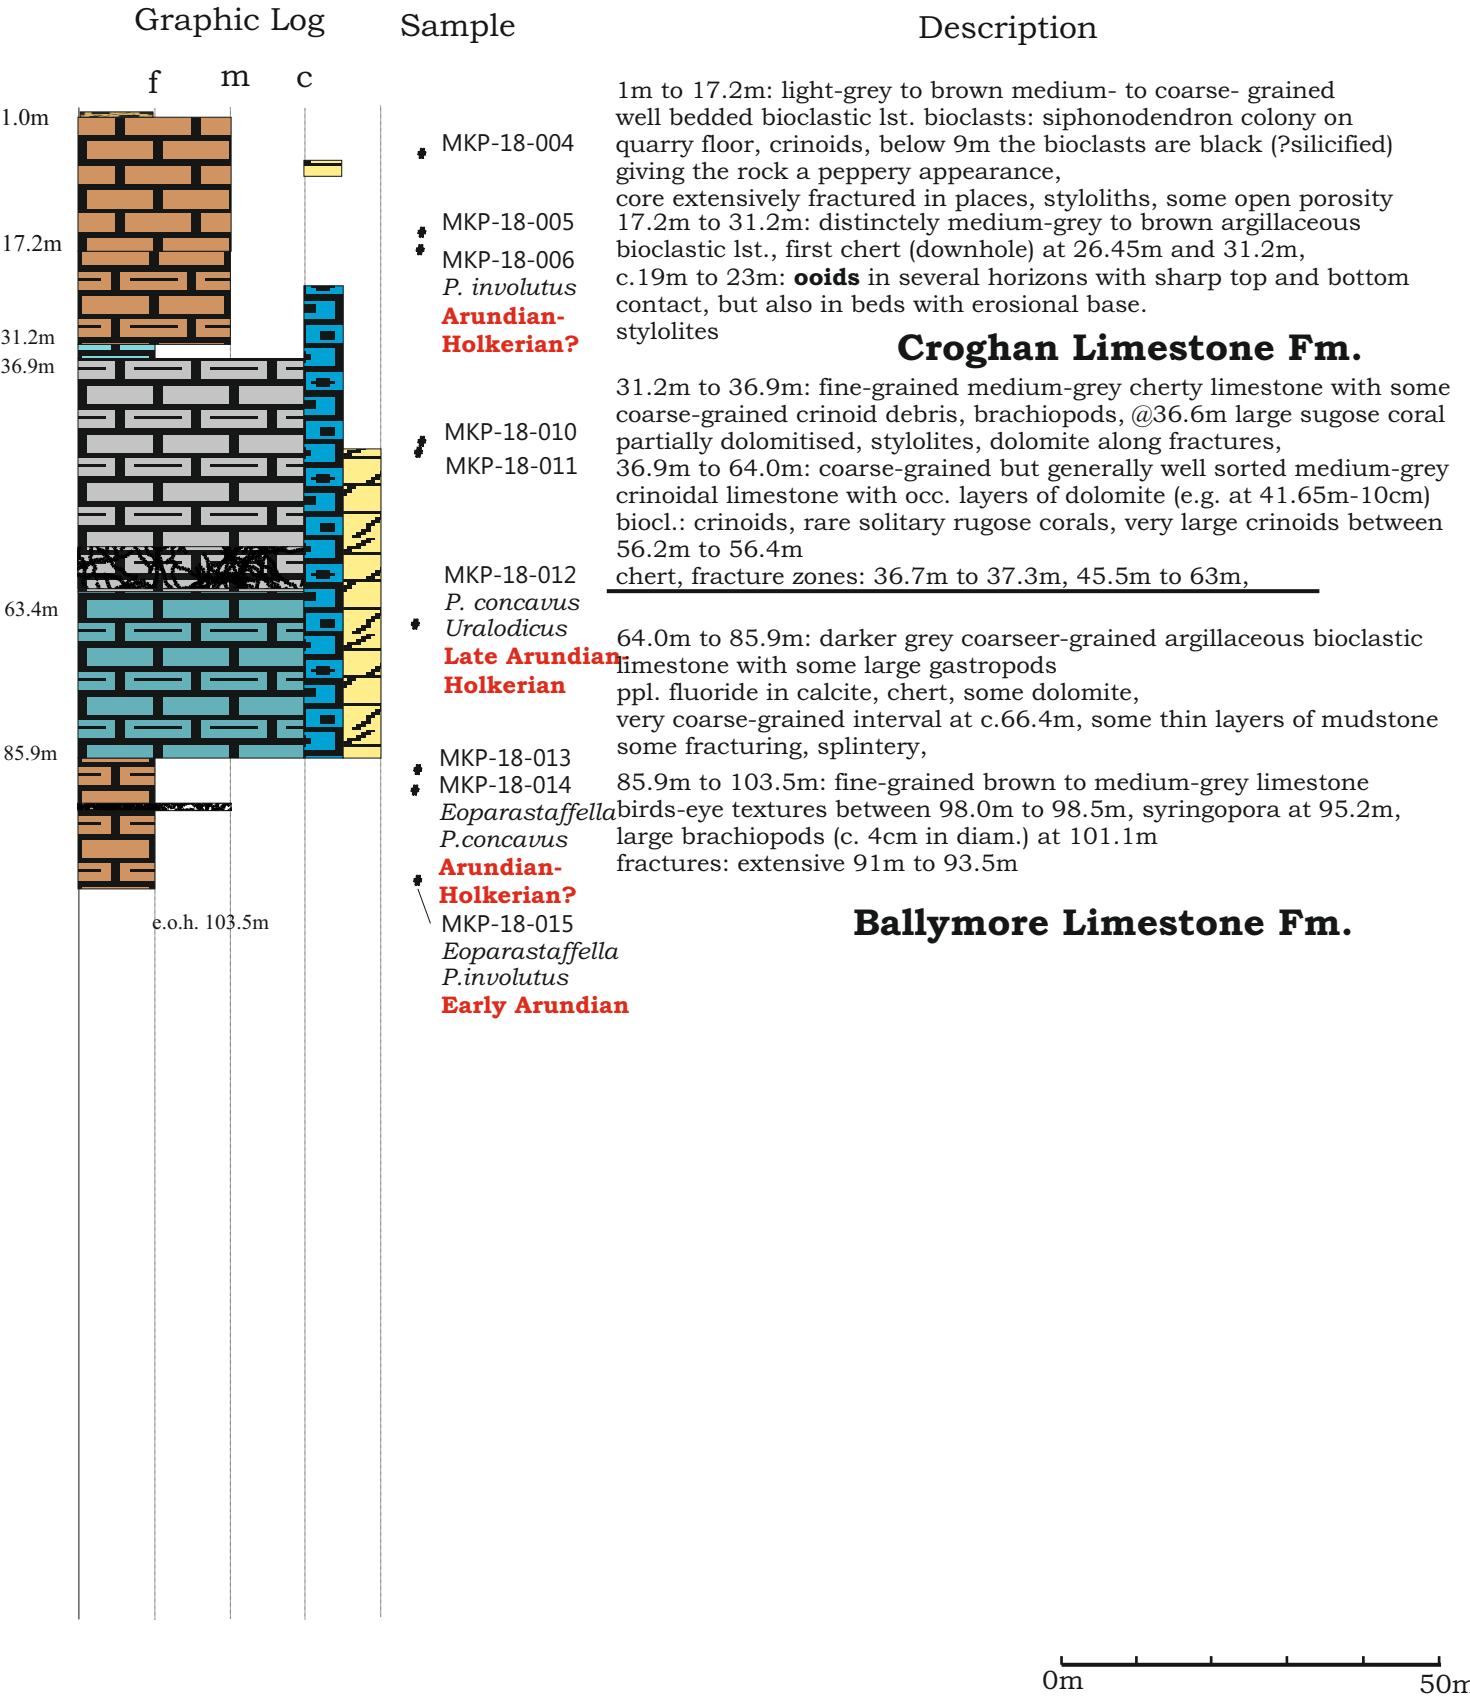 Graphic Log
Sample
Description
f m c
1.0m
17.2m
31.2m
36.9m
63.4m
85.9m
e.o.h. 103.5m
MKP-18-004
MKP-18-005
MKP-18-006
P. involutus
Arundian-
Holkerian?
MKP-18-010
MKP-18-011
MKP-18-012
P. concavus
Uralodicus
Late Arundian-
Holkerian
MKP-18-013
MKP-18-014
Eoparastaffella
P.concavus
Arundian-
Holkerian?
MKP-18-015
Eoparastaffella
P.involutus
Early Arundian
1m to 17.2m: light-grey to brown medium- to coarse- grained
well bedded bioclastic lst. bioclasts: siphonodendron colony on
quarry floor, crinoids, below 9m the bioclasts are black (?silicified)
giving the rock a peppery appearance,
core extensively fractured in places, styloliths, some open porosity
17.2m to 31.2m: distinctely medium-grey to brown argillaceous
bioclastic lst., first chert (downhole) at 26.45m and 31.2m,
c.19m to 23m: ooids in several horizons with sharp top and bottom
contact, but also in beds with erosional base.
stylolites
Croghan Limestone Fm.
31.2m to 36.9m: fine-grained medium-grey cherty limestone with some
coarse-grained crinoid debris, brachiopods, @36.6m large sugose coral
partially dolomitised, stylolites, dolomite along fractures,
36.9m to 64.0m: coarse-grained but generally well sorted medium-grey
crinoidal limestone with occ. layers of dolomite (e.g. at 41.65m-10cm)
biocl.: crinoids, rare solitary rugose corals, very large crinoids between
56.2m to 56.4m
chert, fracture zones: 36.7m to 37.3m, 45.5m to 63m,
64.0m to 85.9m: darker grey coarseer-grained argillaceous bioclastic
limestone with some large gastropods
ppl. fluoride in calcite, chert, some dolomite,
very coarse-grained interval at c.66.4m, some thin layers of mudstone
some fracturing, splintery,
85.9m to 103.5m: fine-grained brown to medium-grey limestone
birds-eye textures between 98.0m to 98.5m, syringopora at 95.2m,
large brachiopods (c. 4cm in diam.) at 101.1m
fractures: extensive 91m to 93.5m
Ballymore Limestone Fm.
0m 50m